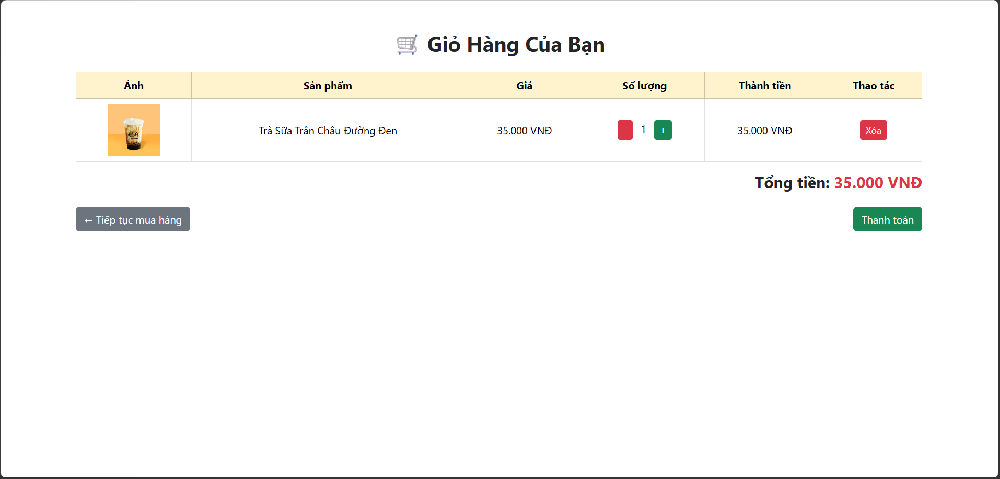 Giỏ Hàng Của Bạn
Ảnh Sản phẩm Giá Số lượng Thành tiền Thao tác
Trà Sữa Trân Châu Đường Đen 35.000 VNĐ - 1 + 35.000 VNĐ Xóa
Tổng tiền: 35.000 VNĐ
← Tiếp tục mua hàng Thanh toán